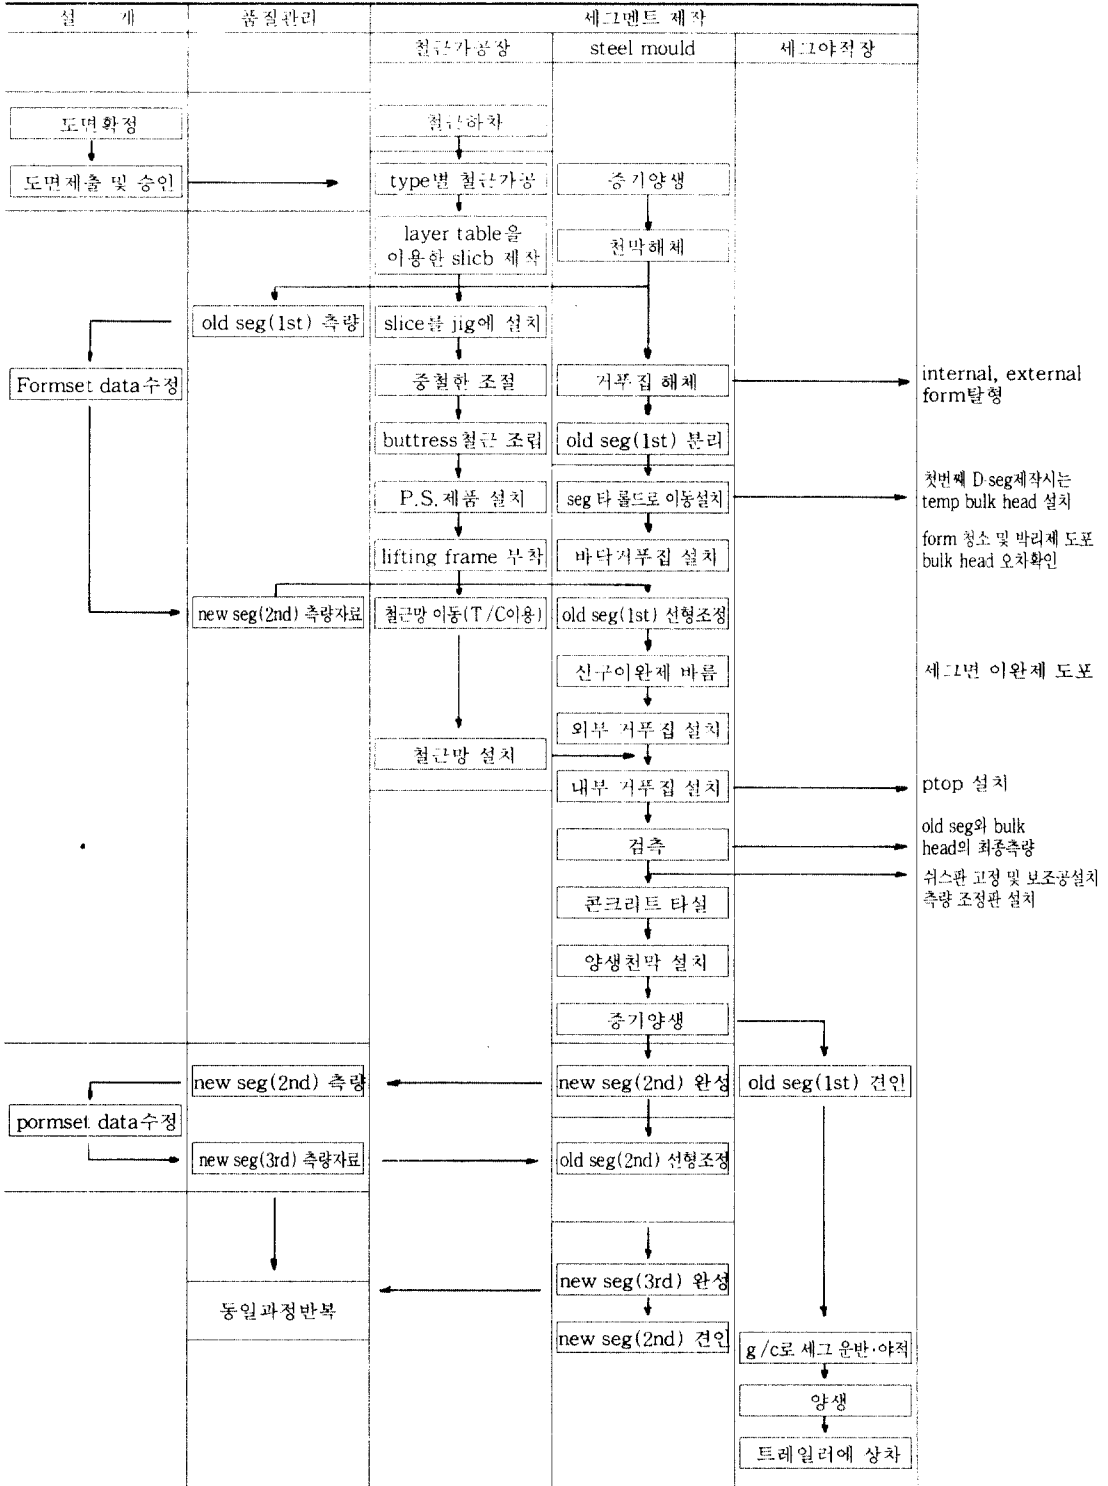 설 개
품질관리
세그멘트 제작
철근가공장
steel mould
세그야적장
도면확정
철근하차
도면제출 및 승인
type별 철근가공
증기양생
layer table을
이용한 slicb 제작
천막해체
old seg(1st) 측량
slice를 jig에 설치
Formset data수정
중철한 조절
거푸집 해체
internal, external
form탈형
buttress철근 조립
old seg(1st) 분리
P.S.제품 설치
seg 타 몰드로 이동설치
첫번째 D-seg제작시는
temp bulk head 설치
lifting frame 부착
바닥거푸집 설치
form 청소 및 박리제 도포
bulk head 오차확인
new seg(2nd) 측량자료
철근망 이동(T/C이용)
old seg(1st) 선형조정
신구이완제 바름
세그면 이완제 도포
외부 거푸집 설치
철근망 설치
내부 거푸집 설치
ptop 설치
검측
old seg와 bulk
head의 최종측량
쉬스판 고정 및 보조공설치
측량 조정판 설치
콘크리트 타설
양생천막 설치
증기양생
new seg(2nd) 측량
new seg(2nd) 완성
old seg(1st) 견인
pormset data수정
new seg(3rd) 측량자료
old seg(2nd) 선형조정
new seg(3rd) 완성
동일과정반복
new seg(2nd) 견인
g/c로 세그 운반·야적
양생
트레일러에 상차